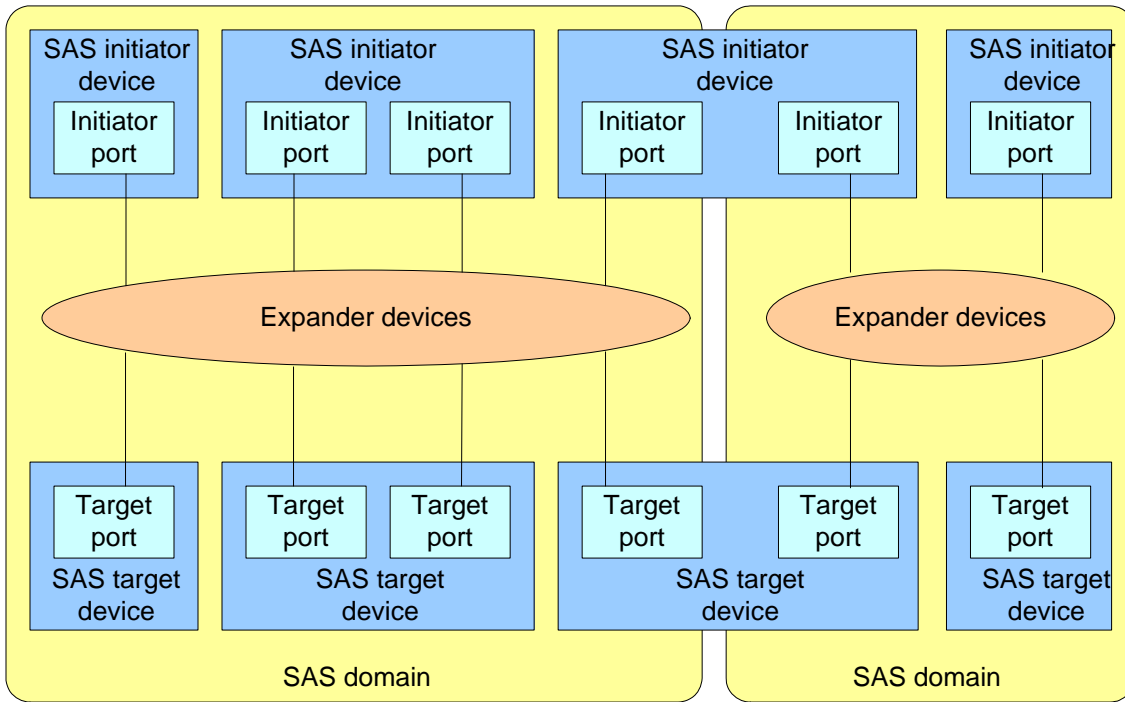 SAS initiator
device
Initiator
port
SAS initiator
device
Initiator
port
Initiator
port
SAS initiator
device
Initiator
port
Initiator
port
SAS initiator
device
Initiator
port
Expander devices
Expander devices
Target
port
SAS target
device
Target
port
Target
port
SAS target
device
Target
port
Target
port
SAS target
device
Target
port
SAS target
device
SAS domain
SAS domain